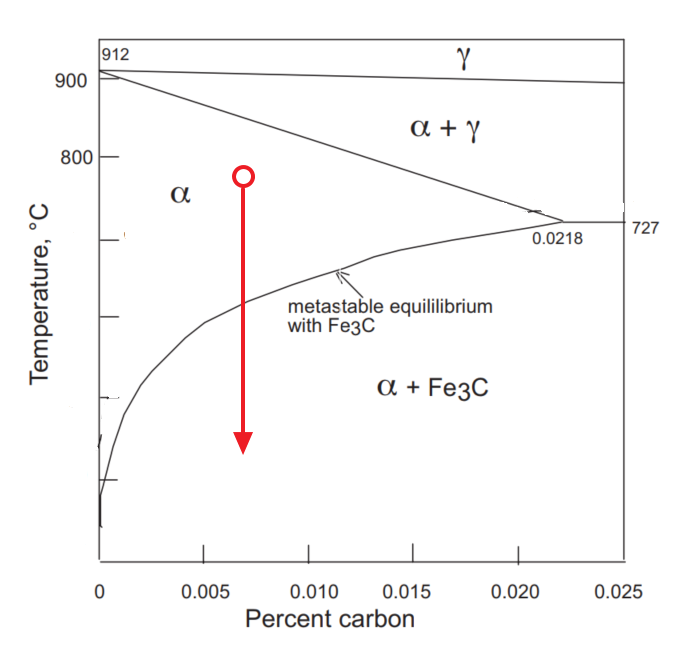 912
γ
900
α + γ
800
α
Temperature, °C
727
0.0218
metastable equililibrium
with Fe3C
α + Fe3C
0
0.005
0.010
0.015
0.020
0.025
Percent carbon